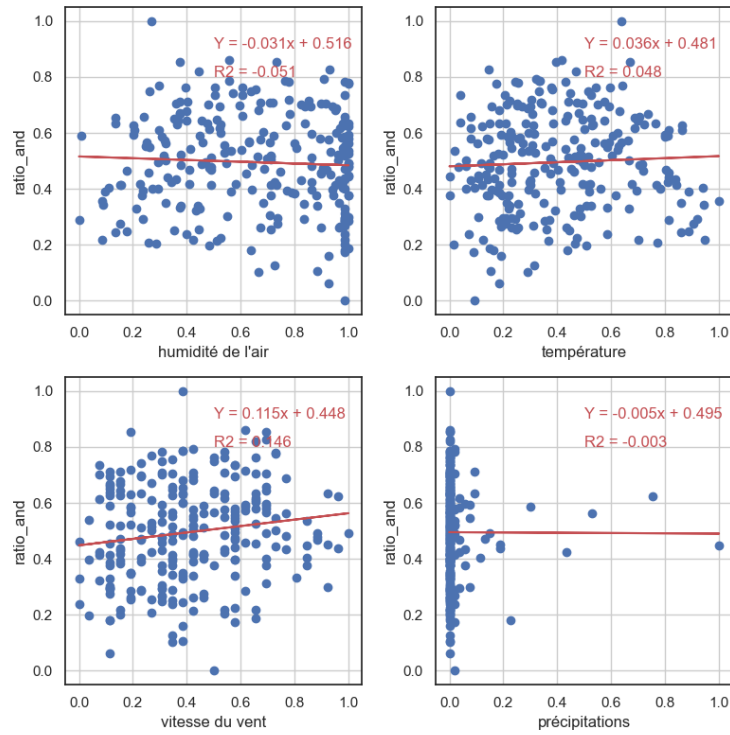 1.0
0.8
0.6
0.4
0.2
0.0
ratio_and
Y = -0.031x + 0.516
R2 = -0.051
0.0 0.2 0.4 0.6 0.8 1.0
humidité de l'air
1.0
0.8
0.6
0.4
0.2
0.0
ratio_and
Y = 0.036x + 0.481
R2 = 0.048
0.0 0.2 0.4 0.6 0.8 1.0
température
1.0
0.8
0.6
0.4
0.2
0.0
ratio_and
Y = 0.115x + 0.448
R2 = 0.146
0.0 0.2 0.4 0.6 0.8 1.0
vitesse du vent
1.0
0.8
0.6
0.4
0.2
0.0
ratio_and
Y = -0.005x + 0.495
R2 = -0.003
0.0 0.2 0.4 0.6 0.8 1.0
précipitations